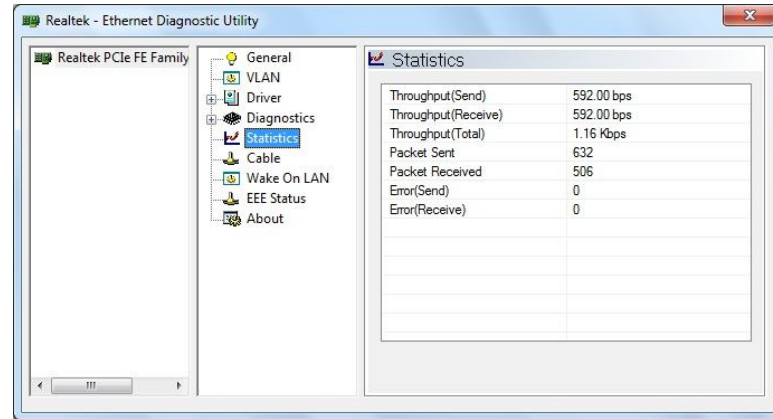 Realtek - Ethernet Diagnostic Utility
Realtek PCIe FE Family
General
VLAN
Driver
Diagnostics
Statistics
Cable
Wake On LAN
EEE Status
About
Statistics
Throughput(Send) 592.00 bps
Throughput(Receive) 592.00 bps
Throughput(Total) 1.16 Kbps
Packet Sent 632
Packet Received 506
Error(Send) 0
Error(Receive) 0